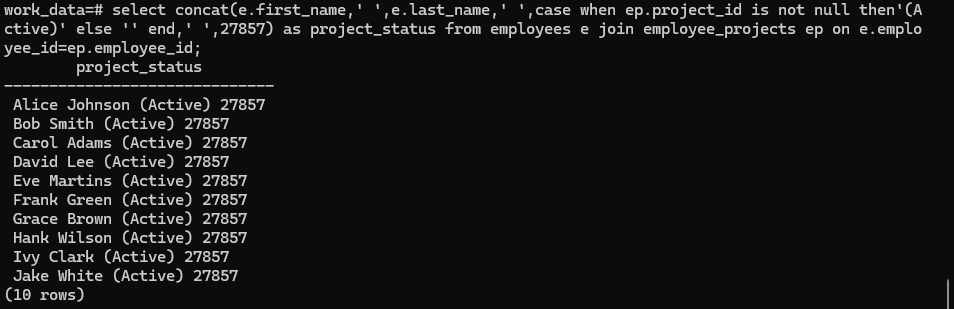 work_data=# select concat(e.first_name,' ',e.last_name,' ',case when ep.project_id is not null then'(A
ctive)' else '' end,' ',27857) as project_status from employees e join employee_projects ep on e.emplo
yee_id=ep.employee_id;
project_status
------------------------------
Alice Johnson (Active) 27857
Bob Smith (Active) 27857
Carol Adams (Active) 27857
David Lee (Active) 27857
Eve Martins (Active) 27857
Frank Green (Active) 27857
Grace Brown (Active) 27857
Hank Wilson (Active) 27857
Ivy Clark (Active) 27857
Jake White (Active) 27857
(10 rows)